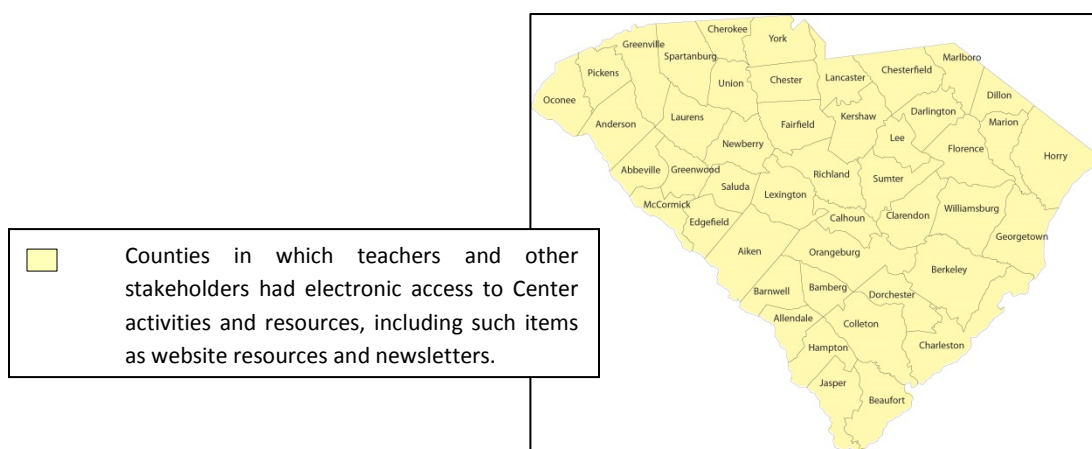 Cherokee
York
Greenville
Spartanburg
Marlboro
Pickens
Union
Chester
Lancaster
Chesterfield
Oconee
Dillon
Laurens
Kershaw
Darlington
Anderson
Fairfield
Marion
Lee
Newberry
Florence
Horry
Abbeville
Greenwood
Richland
Sumter
Saluda
Lexington
McCormick
Williamsburg
Edgefield
Calhoun
Clarendon
Georgetown
Aiken
Orangeburg
Berkeley
Barnwell
Bamberg
Dorchester
Allendale
Colleton
Hampton
Charleston
Jasper
Beaufort
Counties in which teachers and other
stakeholders had electronic access to Center
activities and resources, including such items
as website resources and newsletters.